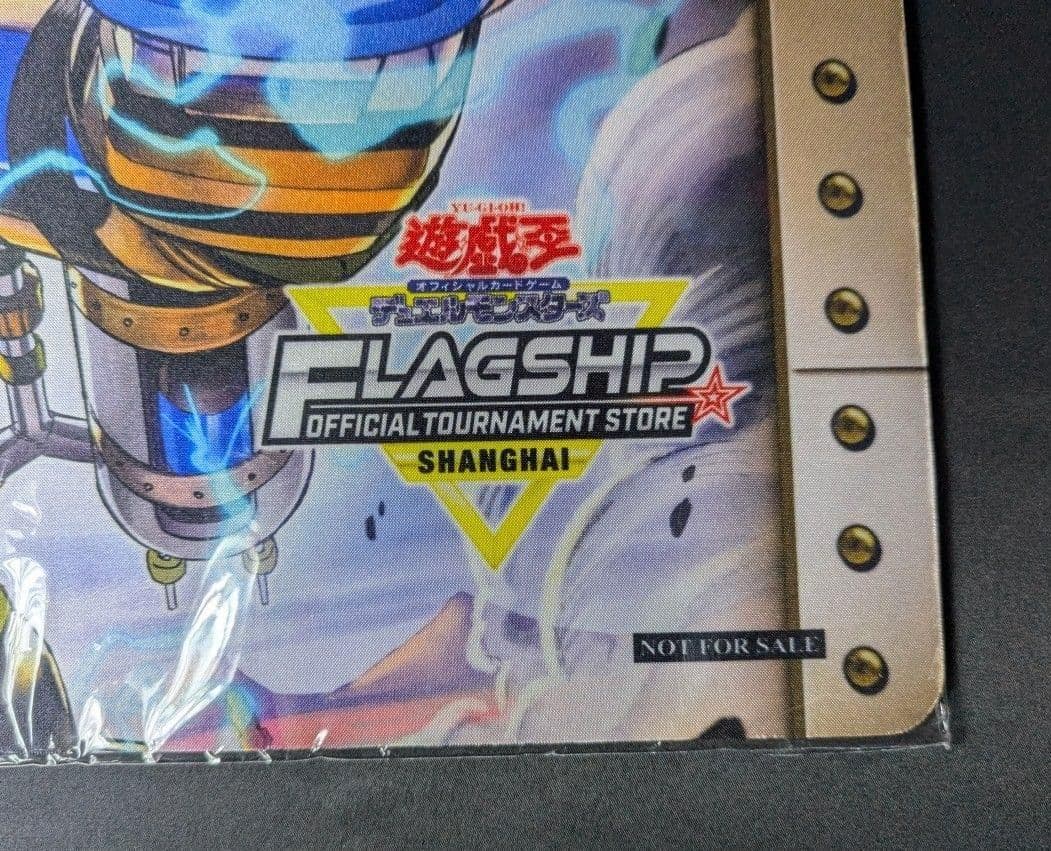 YU-GI-OH!
遊戯王
オフィシャルカードゲーム
デュエルモンスターズ
FLAGSHIP
OFFICIAL TOURNAMENT STORE
SHANGHAI
NOT FOR SALE